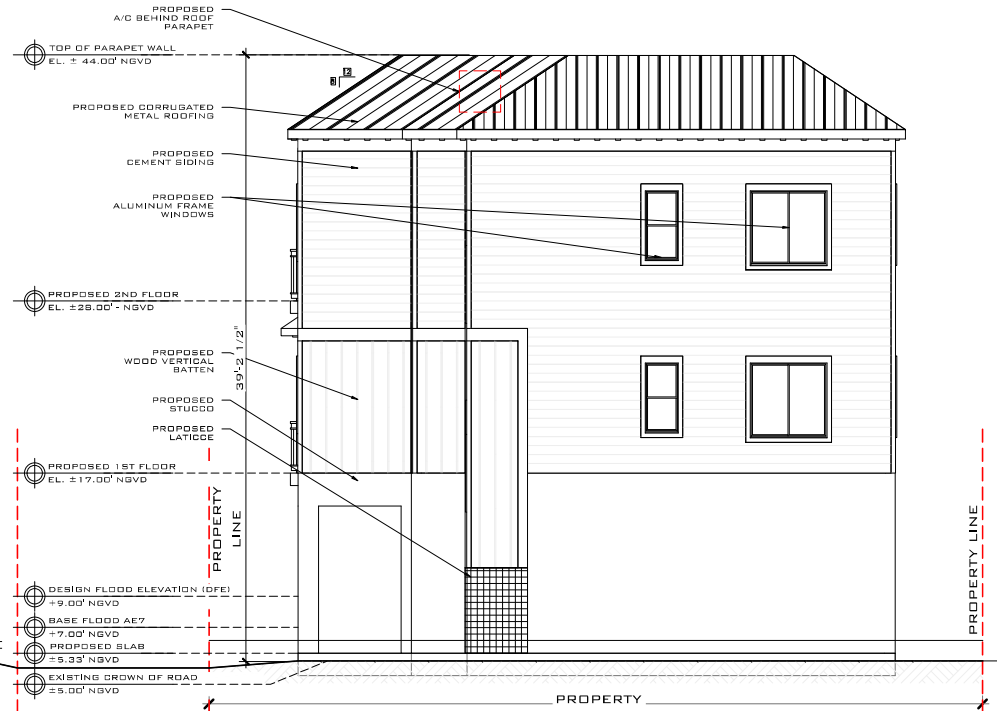 PROPOSED
A/C BEHIND ROOF
PARAPET
TOP OF PARAPET WALL
EL. ± 44.00' NGVD
12
8
PROPOSED CORRUGATED
METAL ROOFING
PROPOSED
CEMENT SIDING
PROPOSED
ALUMINUM FRAME
WINDOWS
PROPOSED 2ND FLOOR
EL. ±28.00' - NGVD
39'-2 1/2"
PROPOSED
WOOD VERTICAL
BATTEN
PROPOSED
STUCCO
PROPOSED
LATICCE
PROPOSED 1ST FLOOR
EL. ±17.00' NGVD
PROPERTY
LINE
PROPERTY LINE
DESIGN FLOOD ELEVATION (DFE)
+9.00' NGVD
BASE FLOOD AE7
+7.00' NGVD
PROPOSED SLAB
±5.33' NGVD
EXISTING CROWN OF ROAD
±5.00' NGVD
PROPERTY